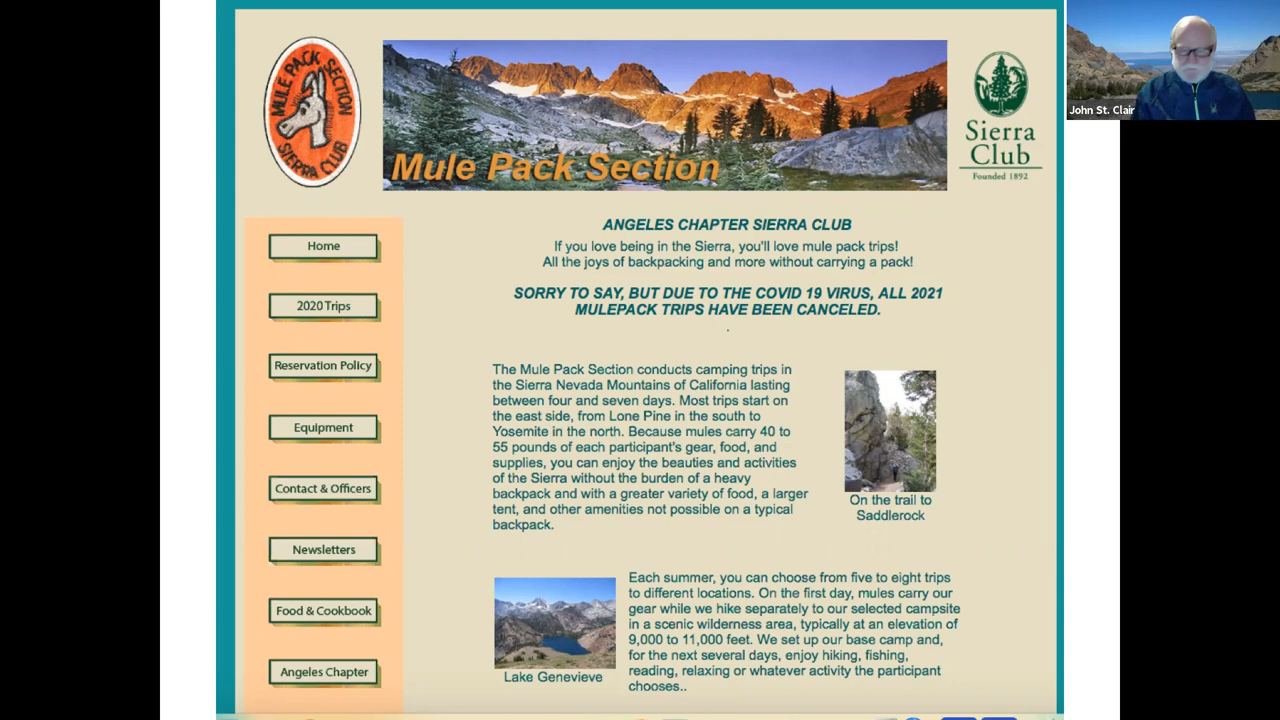 MULE PACK SECTION
SIERRA CLUB
Mule Pack Section
Sierra
Club
Founded 1892
John St. Clair
Home
2020 Trips
Reservation Policy
Equipment
Contact & Officers
Newsletters
Food & Cookbook
Angeles Chapter
ANGELES CHAPTER SIERRA CLUB
If you love being in the Sierra, you'll love mule pack trips!
All the joys of backpacking and more without carrying a pack!
SORRY TO SAY, BUT DUE TO THE COVID 19 VIRUS, ALL 2021
MULEPACK TRIPS HAVE BEEN CANCELED.
.
The Mule Pack Section conducts camping trips in
the Sierra Nevada Mountains of California lasting
between four and seven days. Most trips start on
the east side, from Lone Pine in the south to
Yosemite in the north. Because mules carry 40 to
55 pounds of each participant's gear, food, and
supplies, you can enjoy the beauties and activities
of the Sierra without the burden of a heavy
backpack and with a greater variety of food, a larger
tent, and other amenities not possible on a typical
backpack.
On the trail to
Saddlerock
Lake Genevieve
Each summer, you can choose from five to eight trips
to different locations. On the first day, mules carry our
gear while we hike separately to our selected campsite
in a scenic wilderness area, typically at an elevation of
9,000 to 11,000 feet. We set up our base camp and,
for the next several days, enjoy hiking, fishing,
reading, relaxing or whatever activity the participant
chooses..